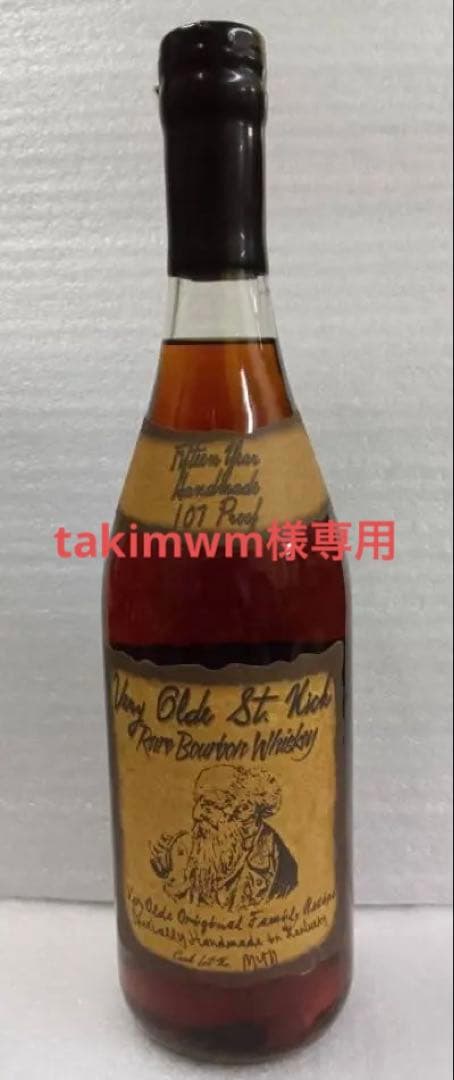 Fifteen Year
Handmade
107 Proof
takimwm様専用
Very Olde St. Nick
Rare Bourbon Whiskey
Very Olde Original Family
Specially Handmade in Kentucky